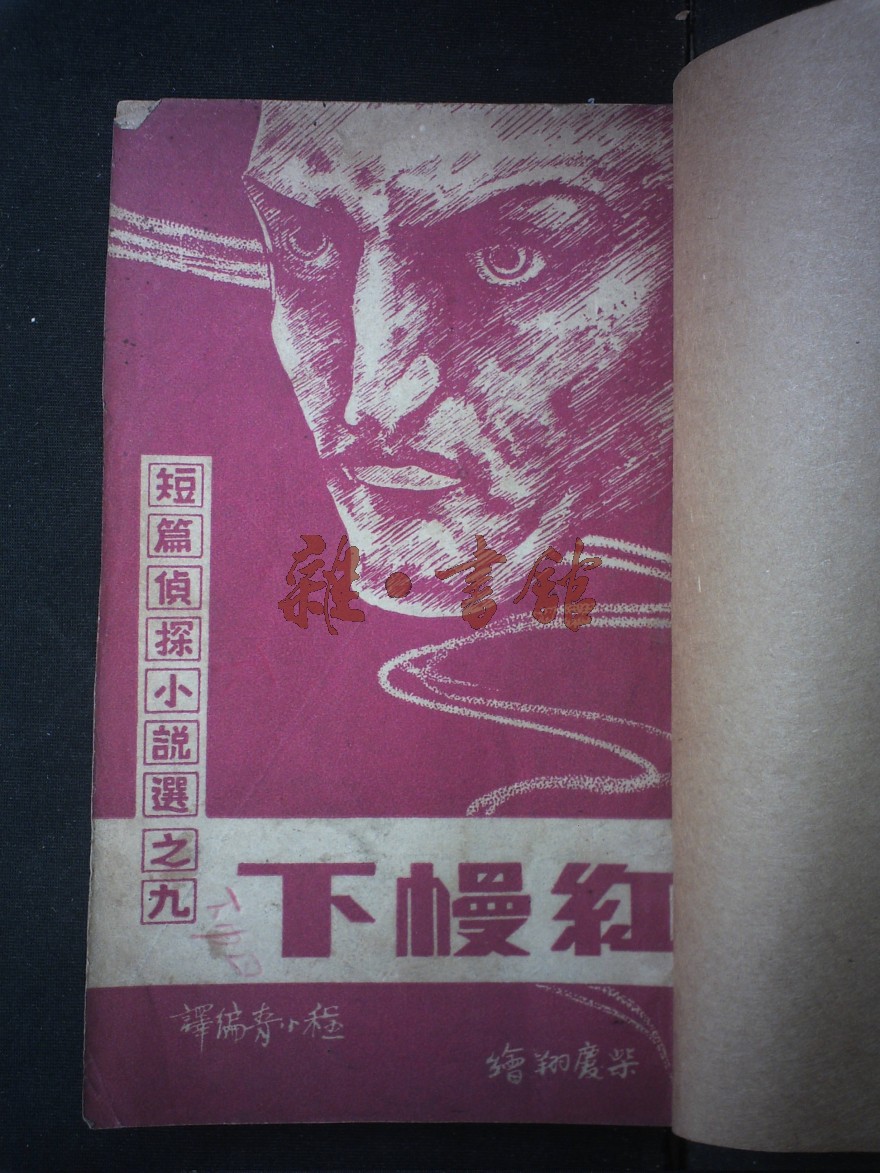 短篇偵探小説選之九
紅幔下
程小青編譯
柴慶翔繪
雜·書館